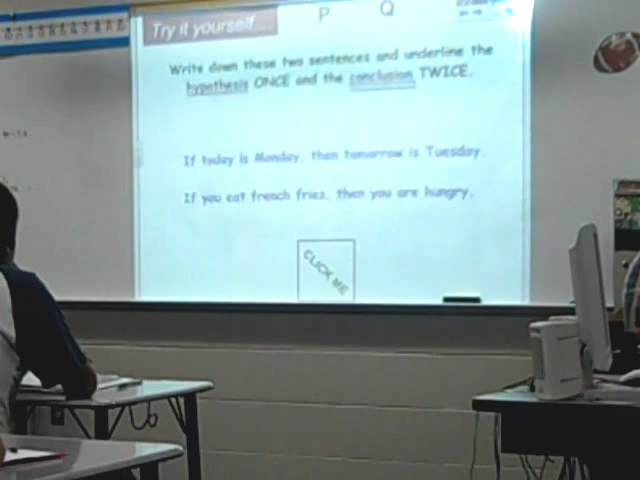 Try it yourself...
P Q
Write down these two sentences and underline the
hypothesis ONCE and the conclusion TWICE.
If today is Monday, then tomorrow is Tuesday.
If you eat french fries, then you are hungry.
CLICK ME